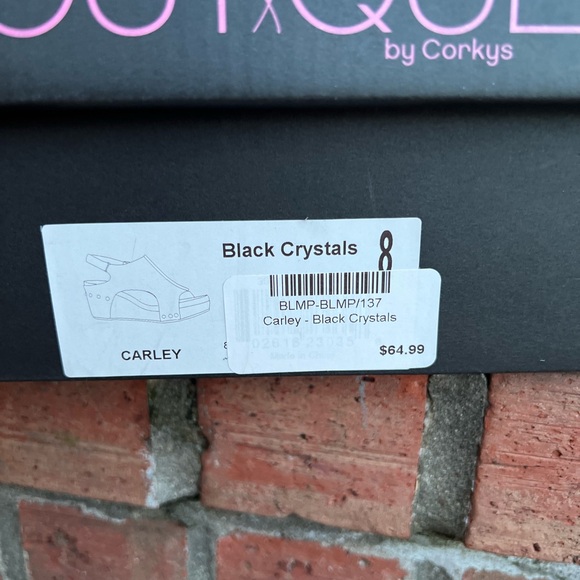 by Corkys
Black Crystals 8
BLMP-BLMP/137
Carley - Black Crystals
$64.99
CARLEY